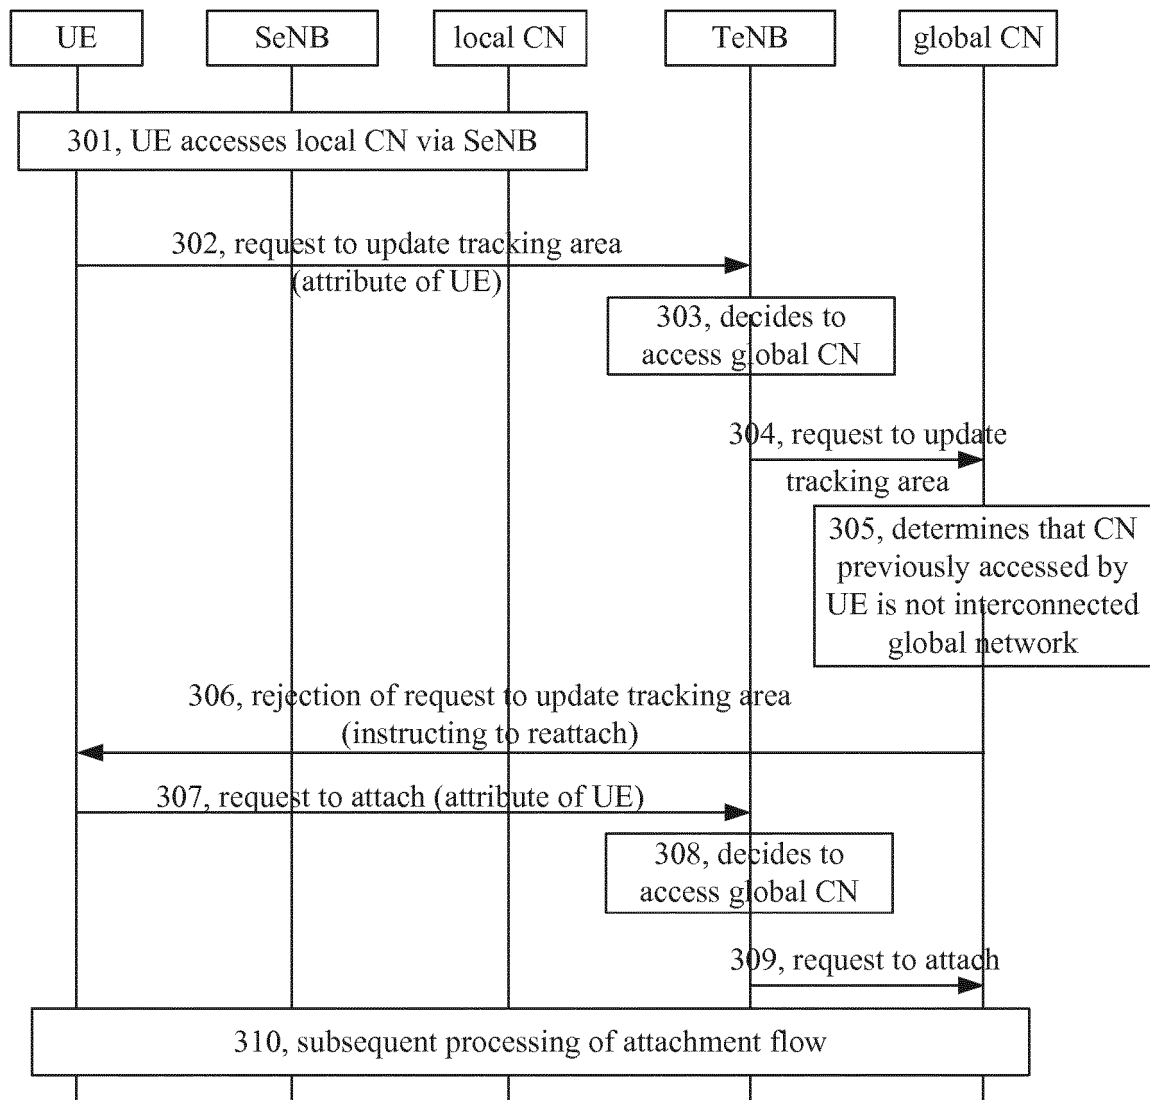 UE
SeNB
local CN
TeNB
global CN
301, UE accesses local CN via SeNB
302, request to update tracking area
(attribute of UE)
303, decides to
access global CN
304, request to update
tracking area
305, determines that CN
previously accessed by
UE is not interconnected
global network
306, rejection of request to update tracking area
(instructing to reattach)
307, request to attach (attribute of UE)
308, decides to
access global CN
309, request to attach
310, subsequent processing of attachment flow